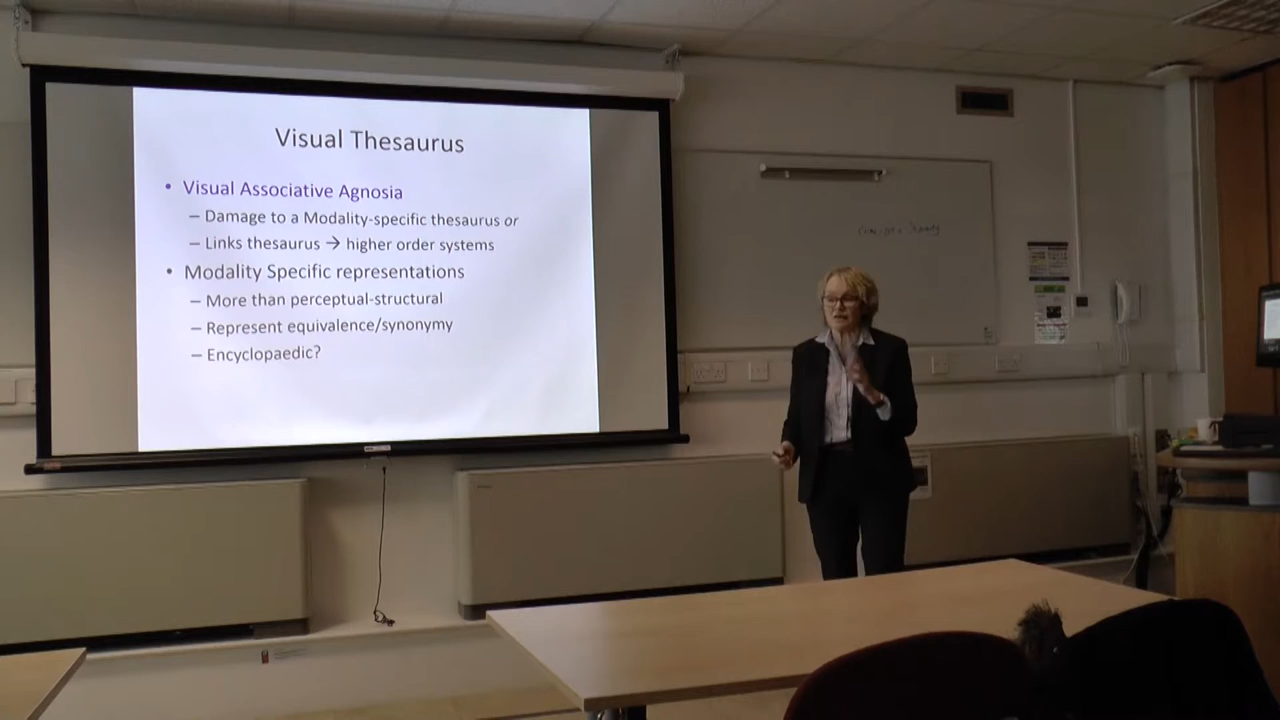 Visual Thesaurus
• Visual Associative Agnosia
– Damage to a Modality-specific thesaurus or
– Links thesaurus → higher order systems
• Modality Specific representations
– More than perceptual-structural
– Represent equivalence/synonymy
– Encyclopaedic?